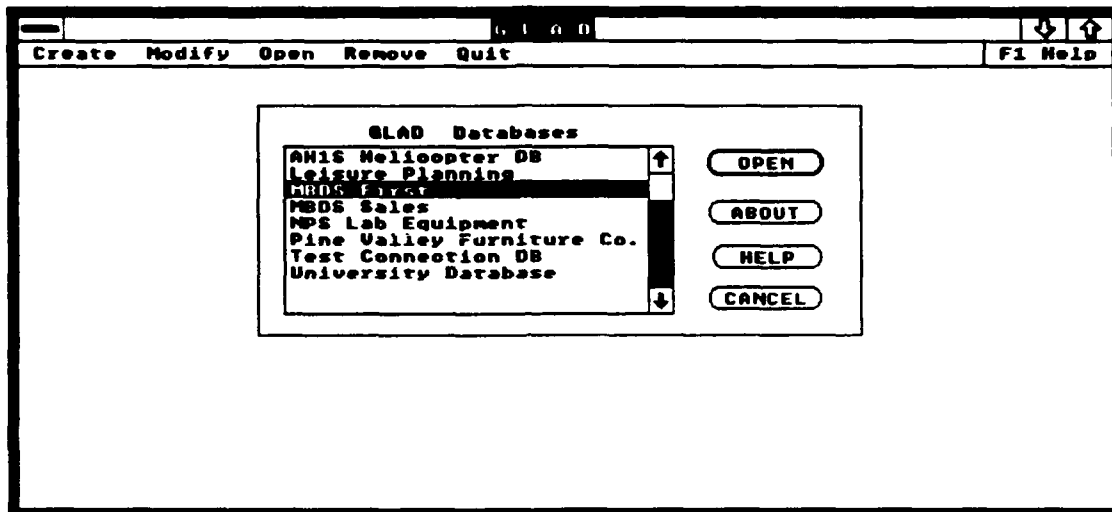 G L A D
Create Modify Open Remove Quit F1 Help
GLAD Databases
AH1S Helicopter DB
Leisure Planning
MBDS First
MBDS Sales
NPS Lab Equipment
Pine Valley Furniture Co.
Test Connection DB
University Database
OPEN
ABOUT
HELP
CANCEL